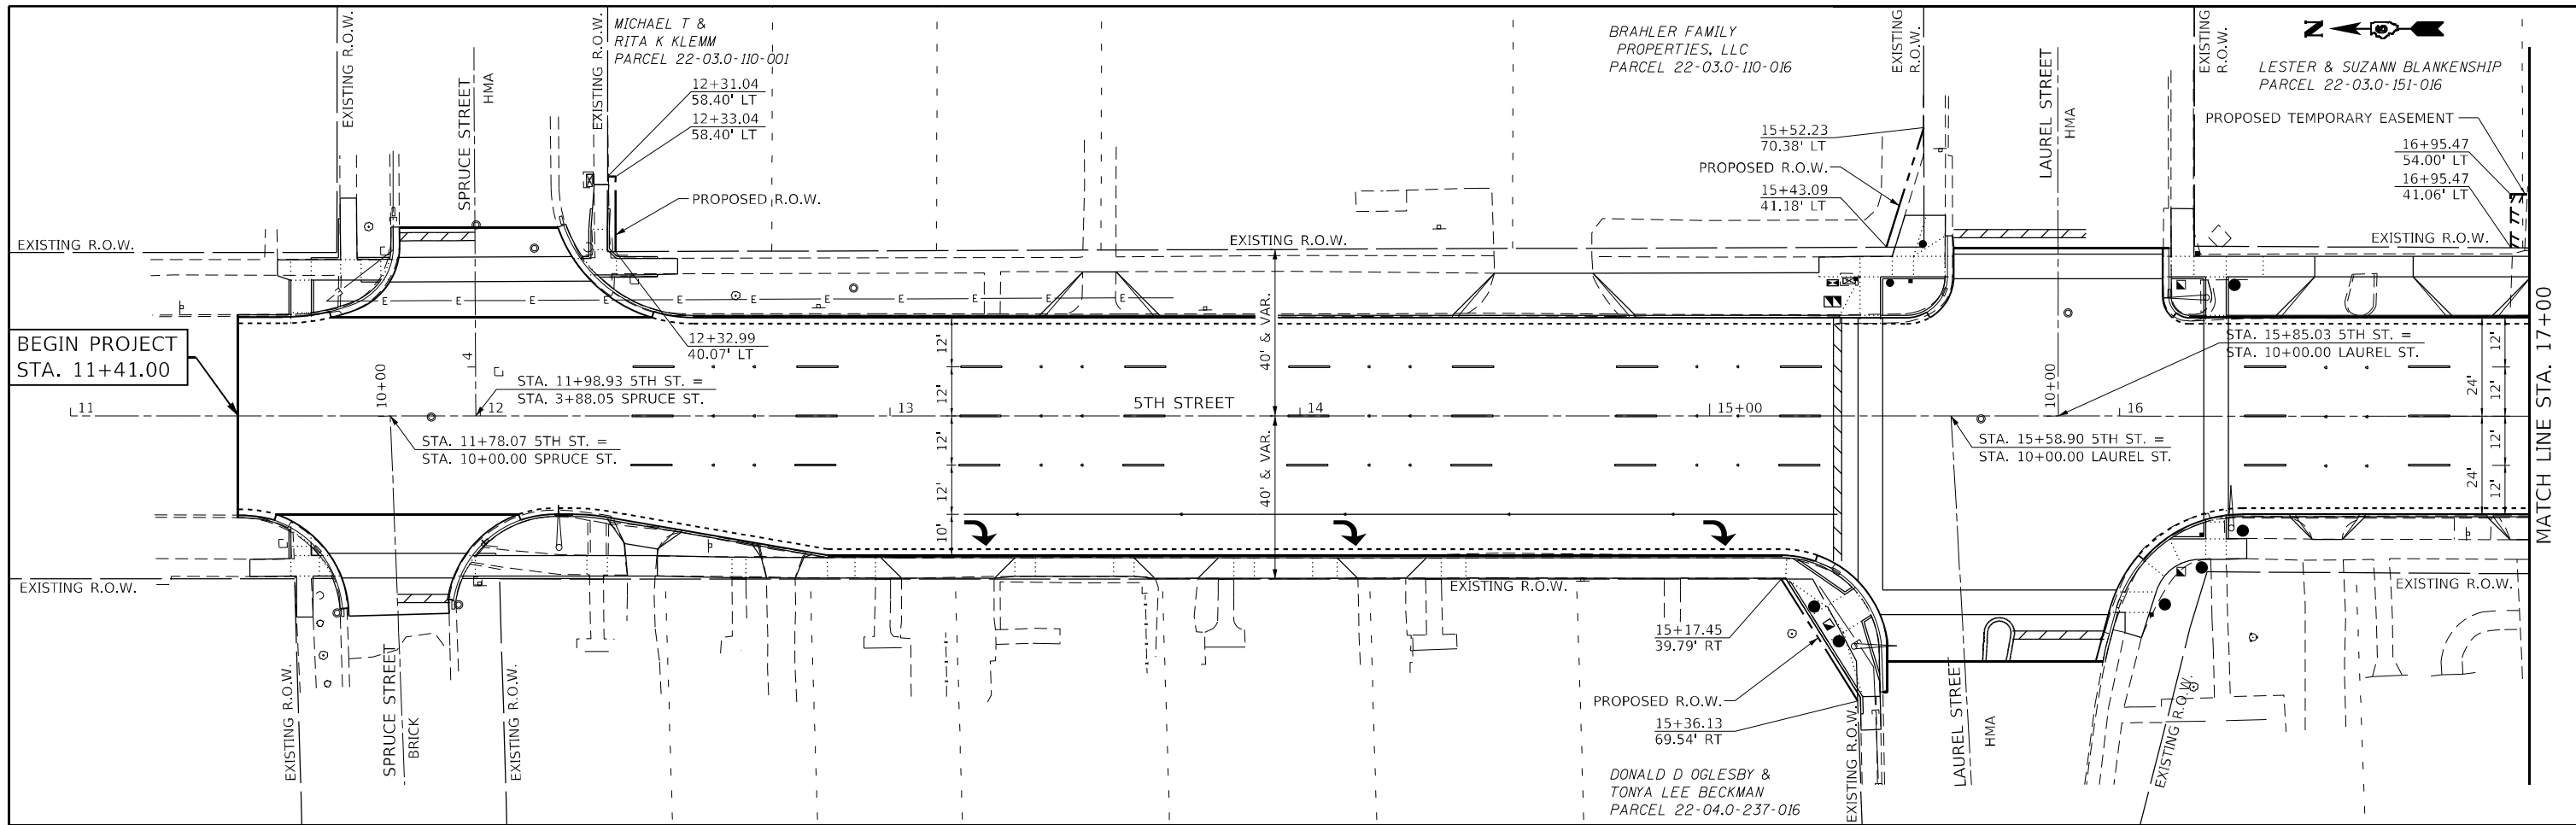 EXISTING R.O.W.
SPRUCE STREET
HMA
EXISTING R.O.W.
MICHAEL T &
RITA K KLEMM
PARCEL 22-03.0-110-001
12+31.04
58.40' LT
12+33.04
58.40' LT
PROPOSED R.O.W.
BRAHLER FAMILY
PROPERTIES, LLC
PARCEL 22-03.0-110-016
EXISTING
R.O.W.
15+52.23
70.38' LT
PROPOSED R.O.W.
15+43.09
41.18' LT
LAUREL STREET
HMA
EXISTING
R.O.W.
N
LESTER & SUZANN BLANKENSHIP
PARCEL 22-03.0-151-016
PROPOSED TEMPORARY EASEMENT
16+95.47
54.00' LT
16+95.47
41.06' LT
EXISTING R.O.W.
EXISTING R.O.W.
EXISTING R.O.W.
E E E E E E E E E E E
BEGIN PROJECT
STA. 11+41.00
12+32.99
40.07' LT
4
10+00
STA. 11+98.93 5TH ST. =
STA. 3+88.05 SPRUCE ST.
11
12
13
5TH STREET
14
15+00
16
STA. 11+78.07 5TH ST. =
STA. 10+00.00 SPRUCE ST.
12'
12'
12'
12'
10'
40' & VAR.
40' & VAR.
10+00
STA. 15+85.03 5TH ST. =
STA. 10+00.00 LAUREL ST.
STA. 15+58.90 5TH ST. =
STA. 10+00.00 LAUREL ST.
24'
24'
12'
12'
12'
12'
MATCH LINE STA. 17+00
EXISTING R.O.W.
EXISTING R.O.W.
EXISTING R.O.W.
EXISTING R.O.W.
SPRUCE STREET
BRICK
EXISTING R.O.W.
15+17.45
39.79' RT
PROPOSED R.O.W.
15+36.13
69.54' RT
DONALD D OGLESBY &
TONYA LEE BECKMAN
PARCEL 22-04.0-237-016
EXISTING R.O.W.
LAUREL STREET
HMA
EXISTING R.O.W.